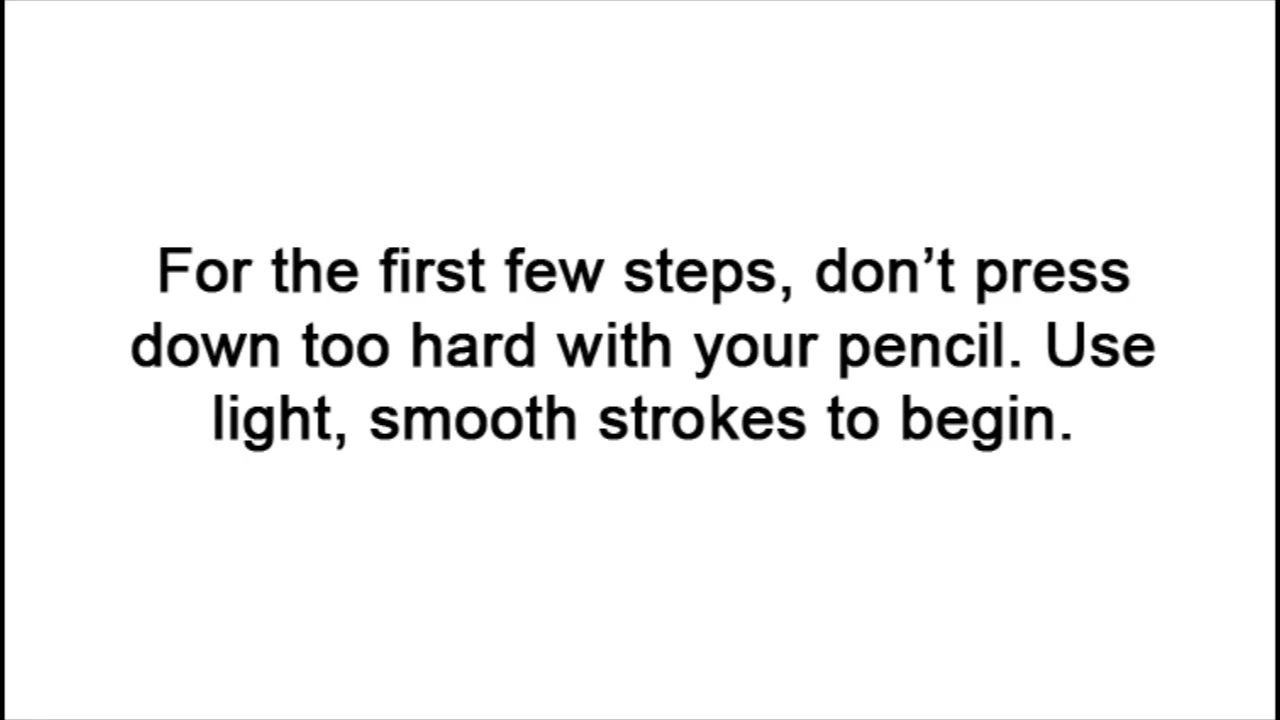 For the first few steps, don’t press
down too hard with your pencil. Use
light, smooth strokes to begin.